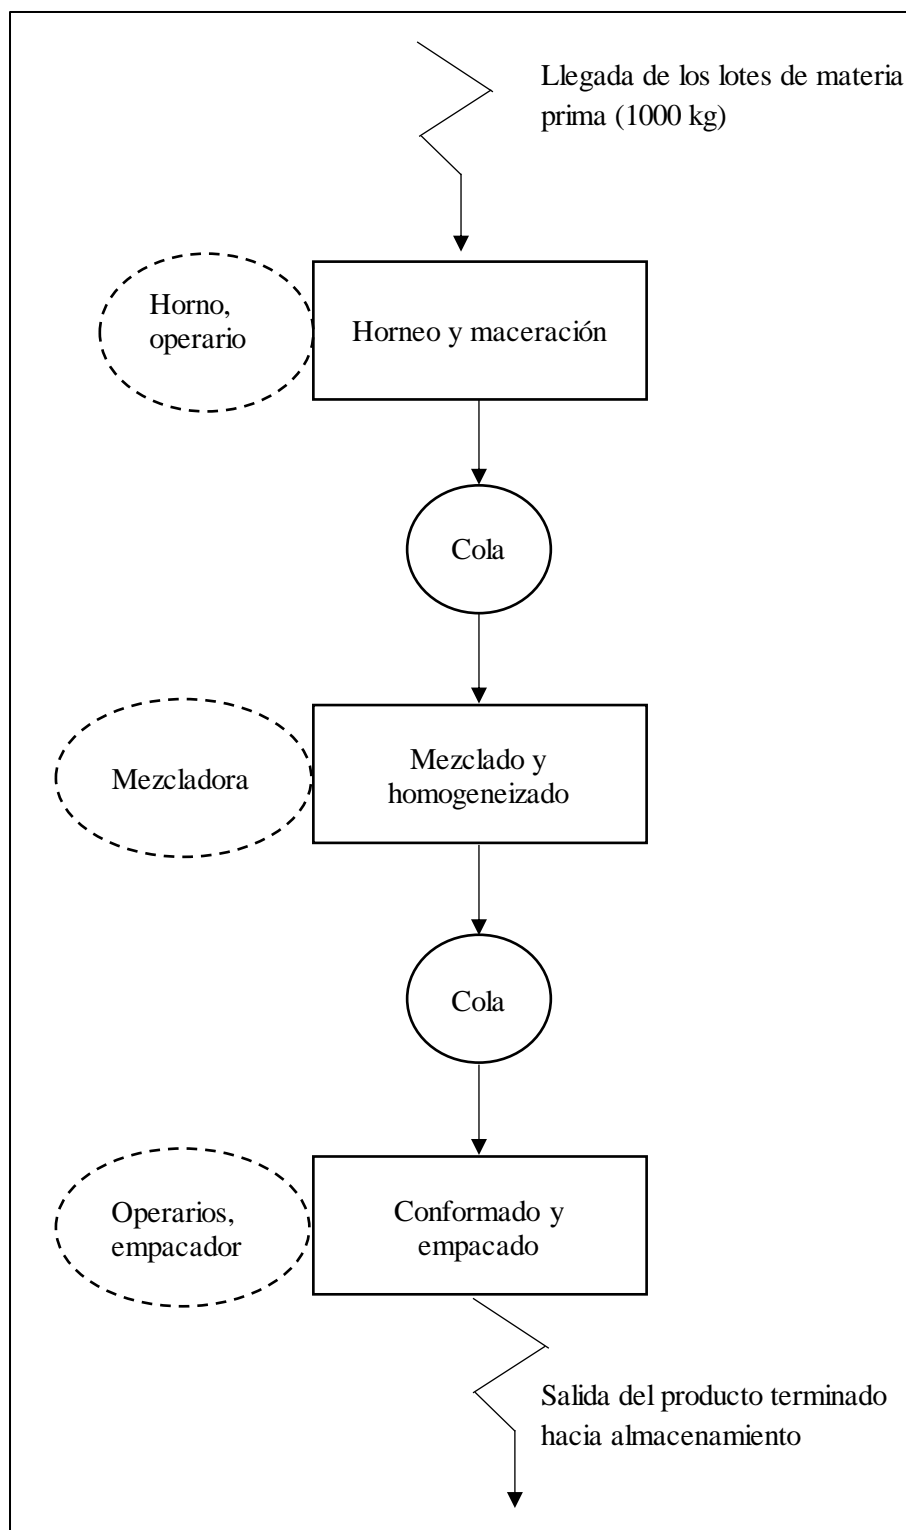 Llegada de los lotes de materia
prima (1000 kg)
Horno,
operario
Horneo y maceración
Cola
Mezcladora
Mezclado y
homogeneizado
Cola
Operarios,
empacador
Conformado y
empacado
Salida del producto terminado
hacia almacenamiento